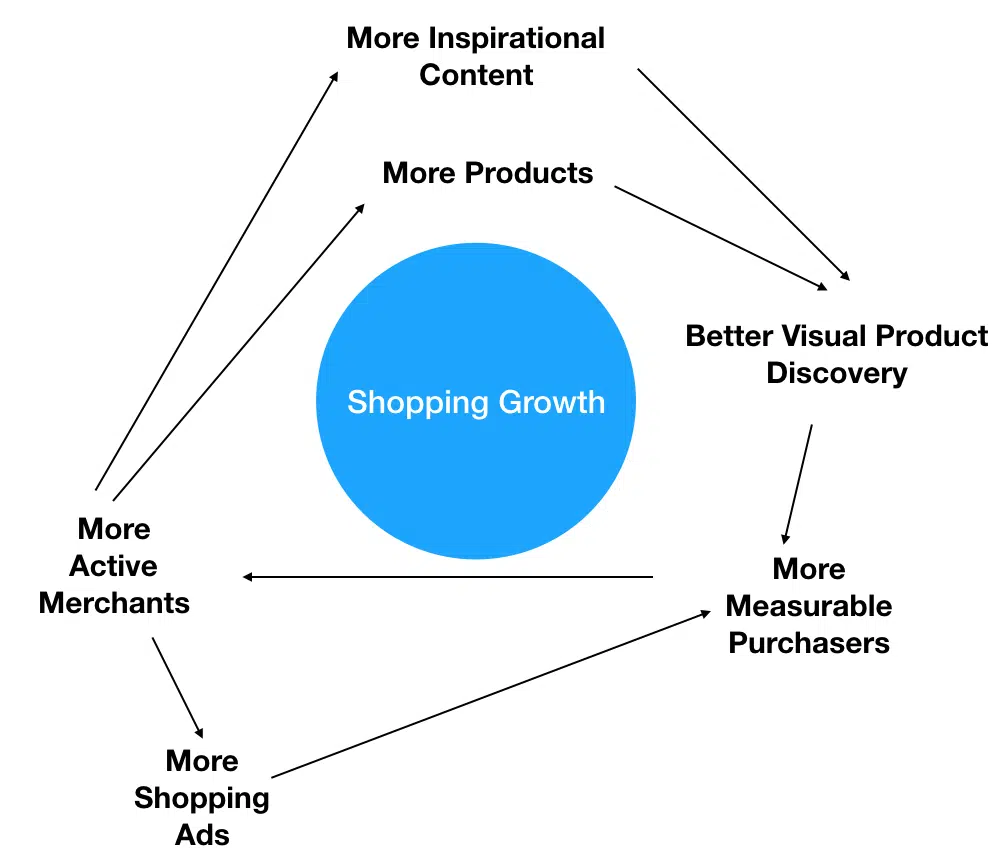 More Inspirational
Content
More Products
Better Visual Product
Discovery
Shopping Growth
More
Active
Merchants
More
Measurable
Purchasers
More
Shopping
Ads